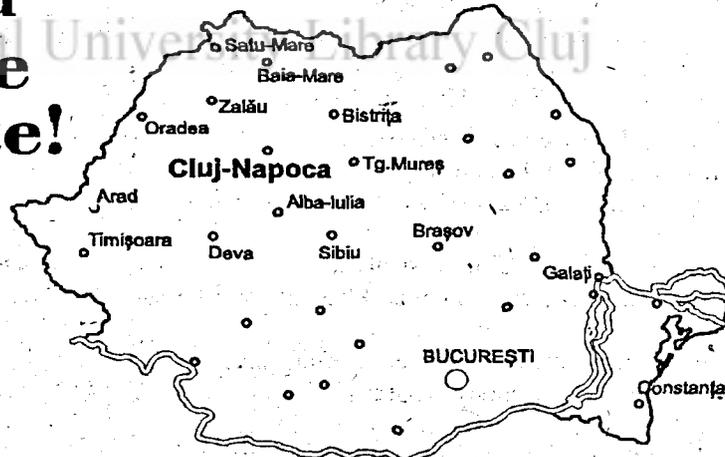 University Library Cluj
e!
Satu-Mare
Baia-Mare
Zalău
Bistrița
Oradea
Cluj-Napoca
Tg.Mureș
Arad
Alba-Iulia
Timișoara
Deva
Sibiu
Brașov
Galați
BUCUREȘTI
Constanța